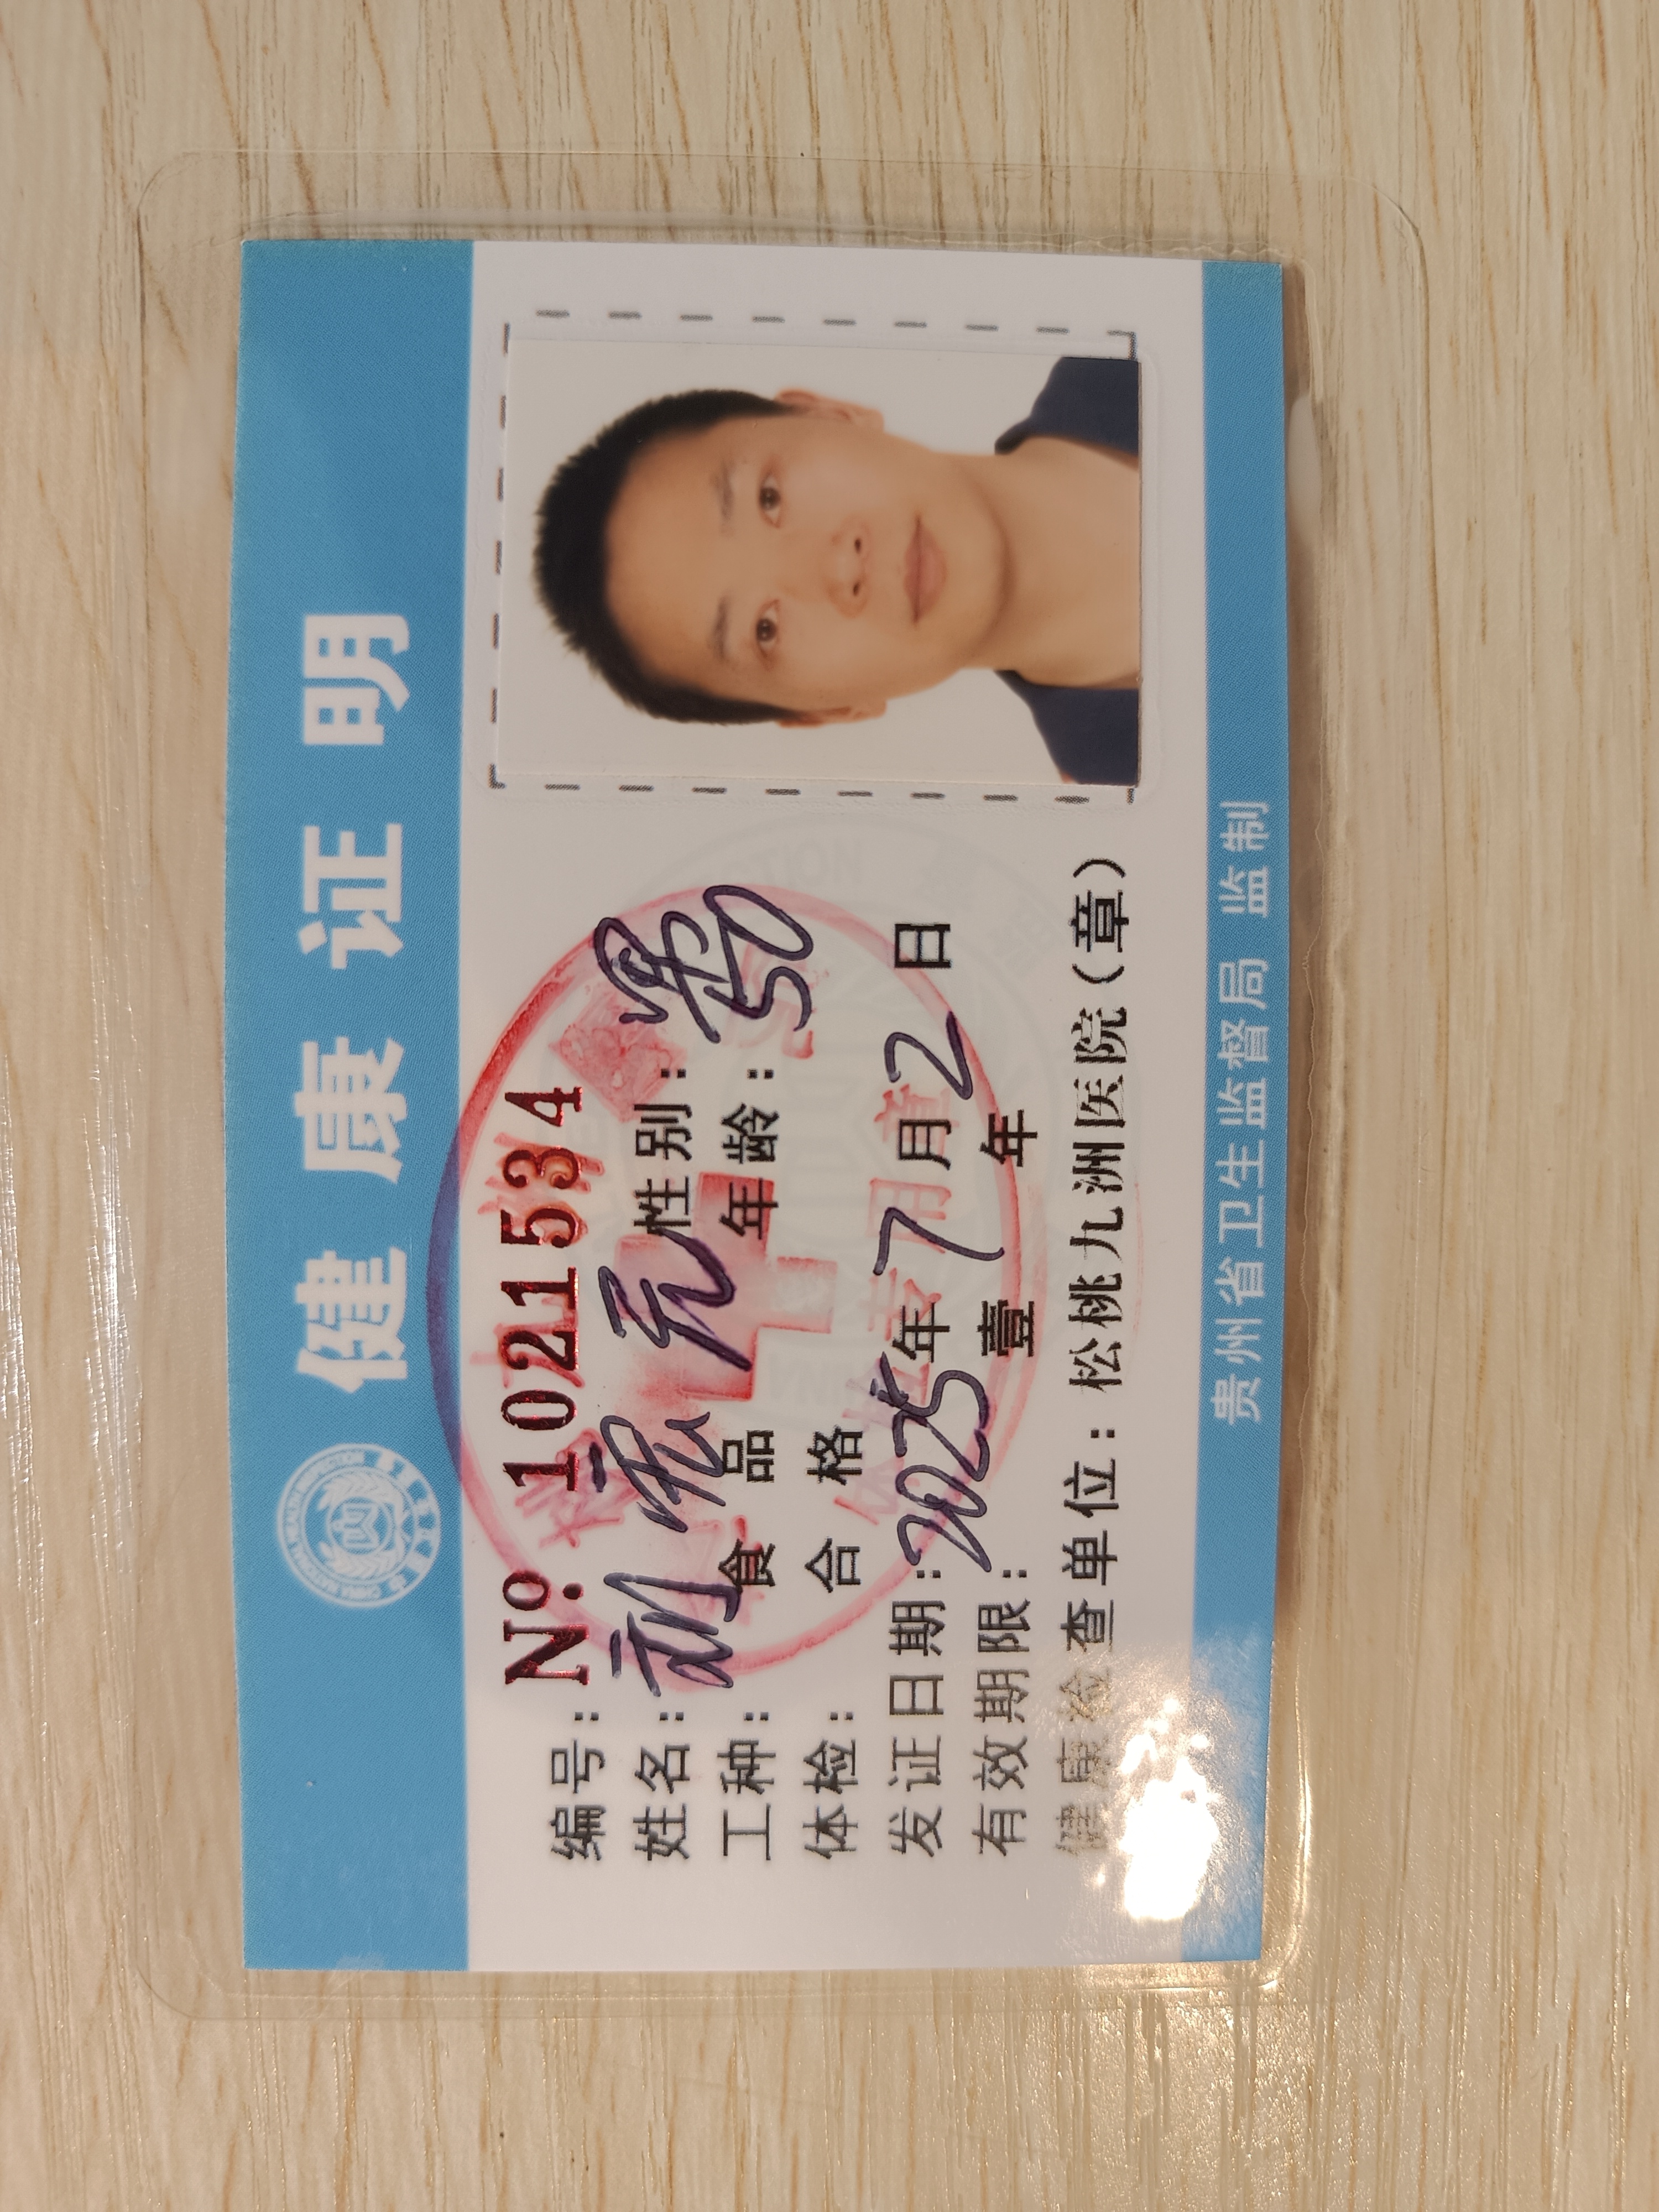 健康证明
编号：№ 1021534
姓名： 性别：男
工种：食品 年龄：50
体检：合格
发证日期：2025年7月2日
有效期限：壹年
健康检查单位：松桃九洲医院（章）
贵州省卫生监督局 监制